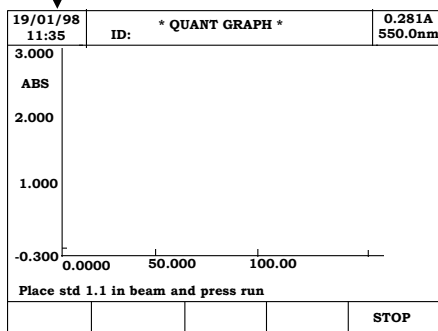 19/01/98
11:35
ID:
* QUANT GRAPH *
0.281A
550.0nm
3.000
ABS
2.000
1.000
-0.300
0.0000 50.000 100.00
Place std 1.1 in beam and press run
STOP